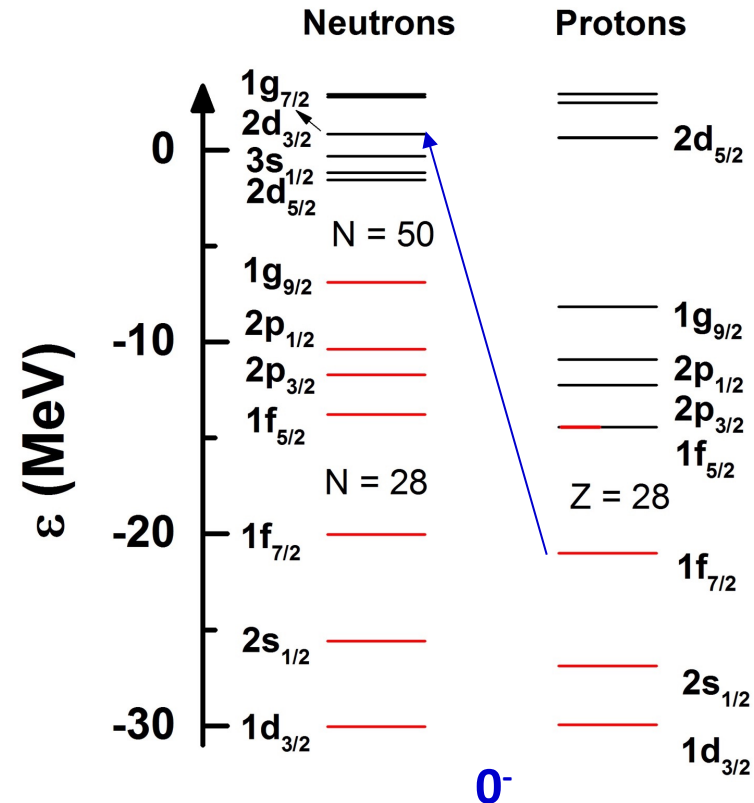 Neutrons
Protons
ε (MeV)
0
-10
-20
-30
1g7/2
2d3/2
3s1/2
2d5/2
N = 50
1g9/2
2p1/2
2p3/2
1f5/2
N = 28
1f7/2
2s1/2
1d3/2
2d5/2
1g9/2
2p1/2
2p3/2
1f5/2
Z = 28
1f7/2
2s1/2
1d3/2
0-